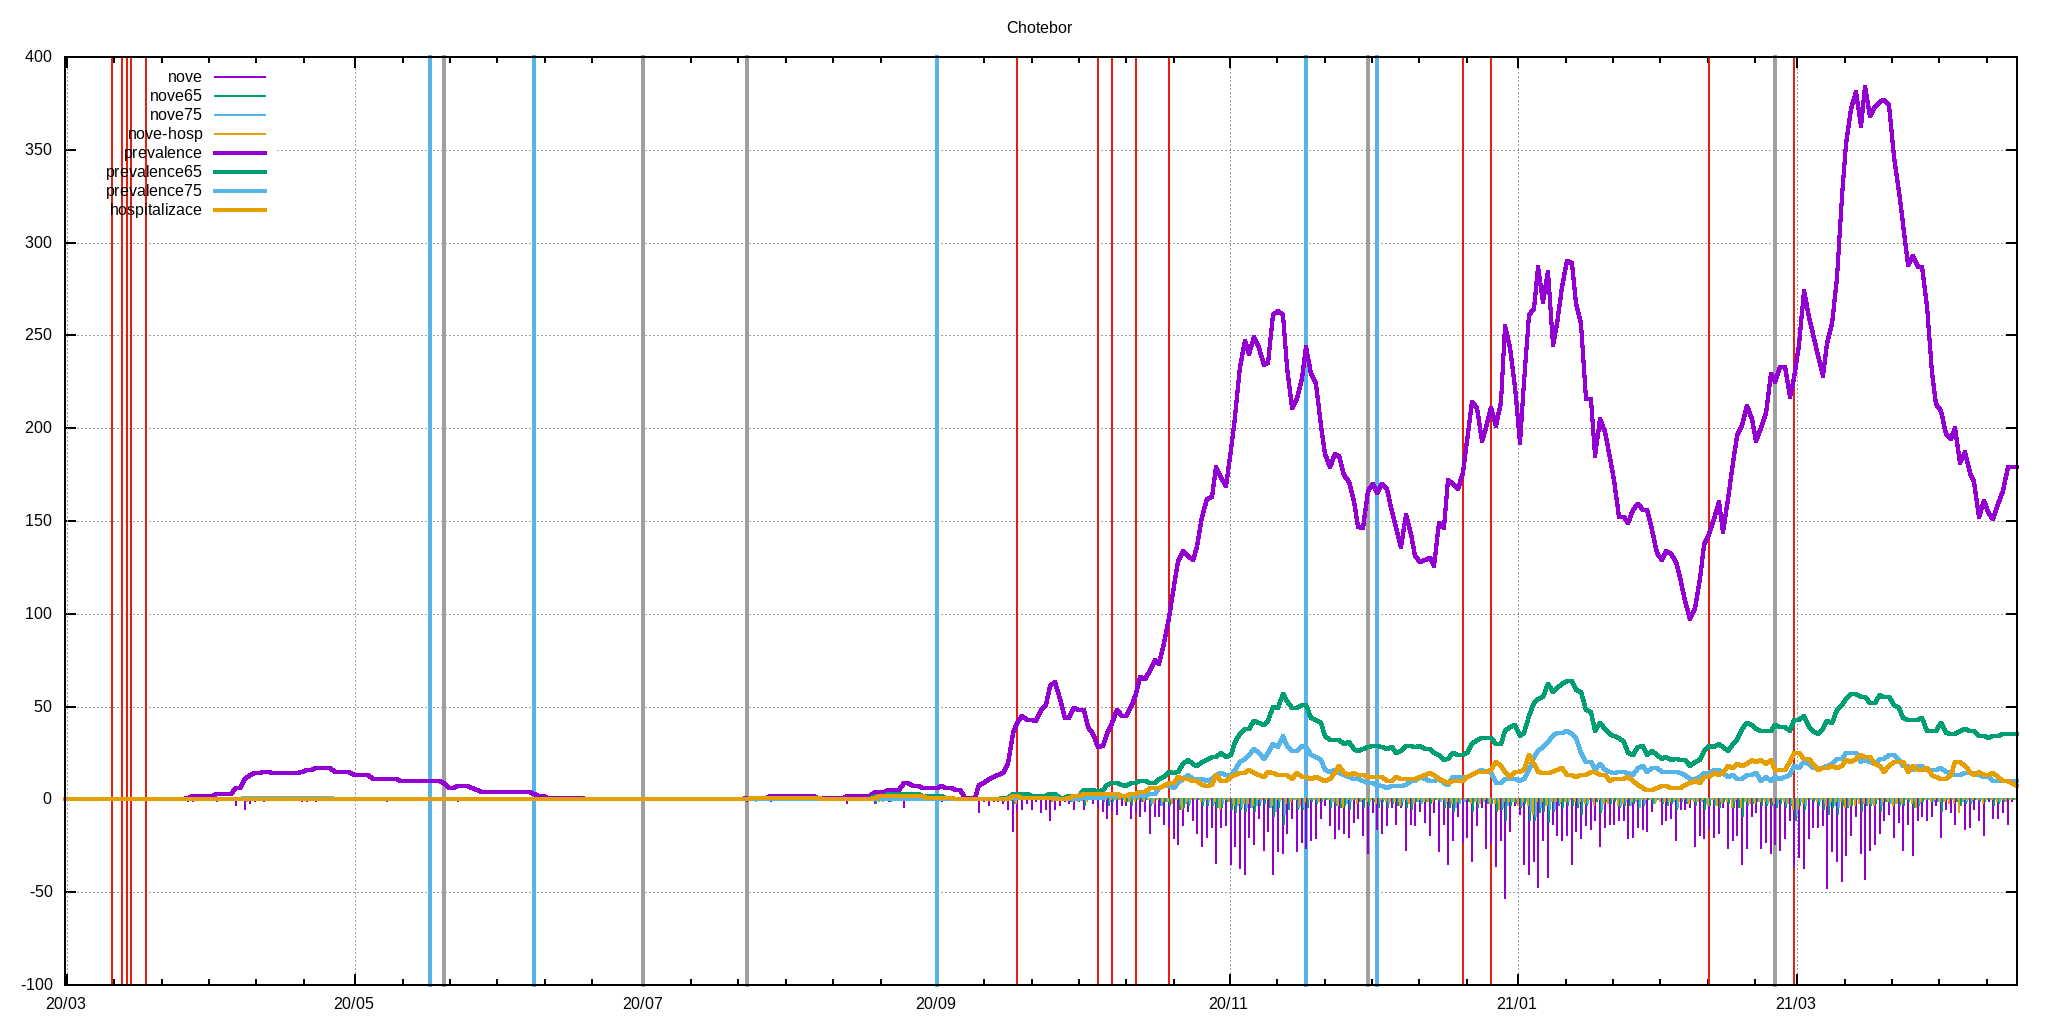 Chotebor
400
350
300
250
200
150
100
50
0
-50
-100
nove
nove65
nove75
nove-hosp
prevalence
prevalence65
prevalence75
hospitalizace
20/03
20/05
20/07
20/09
20/11
21/01
21/03